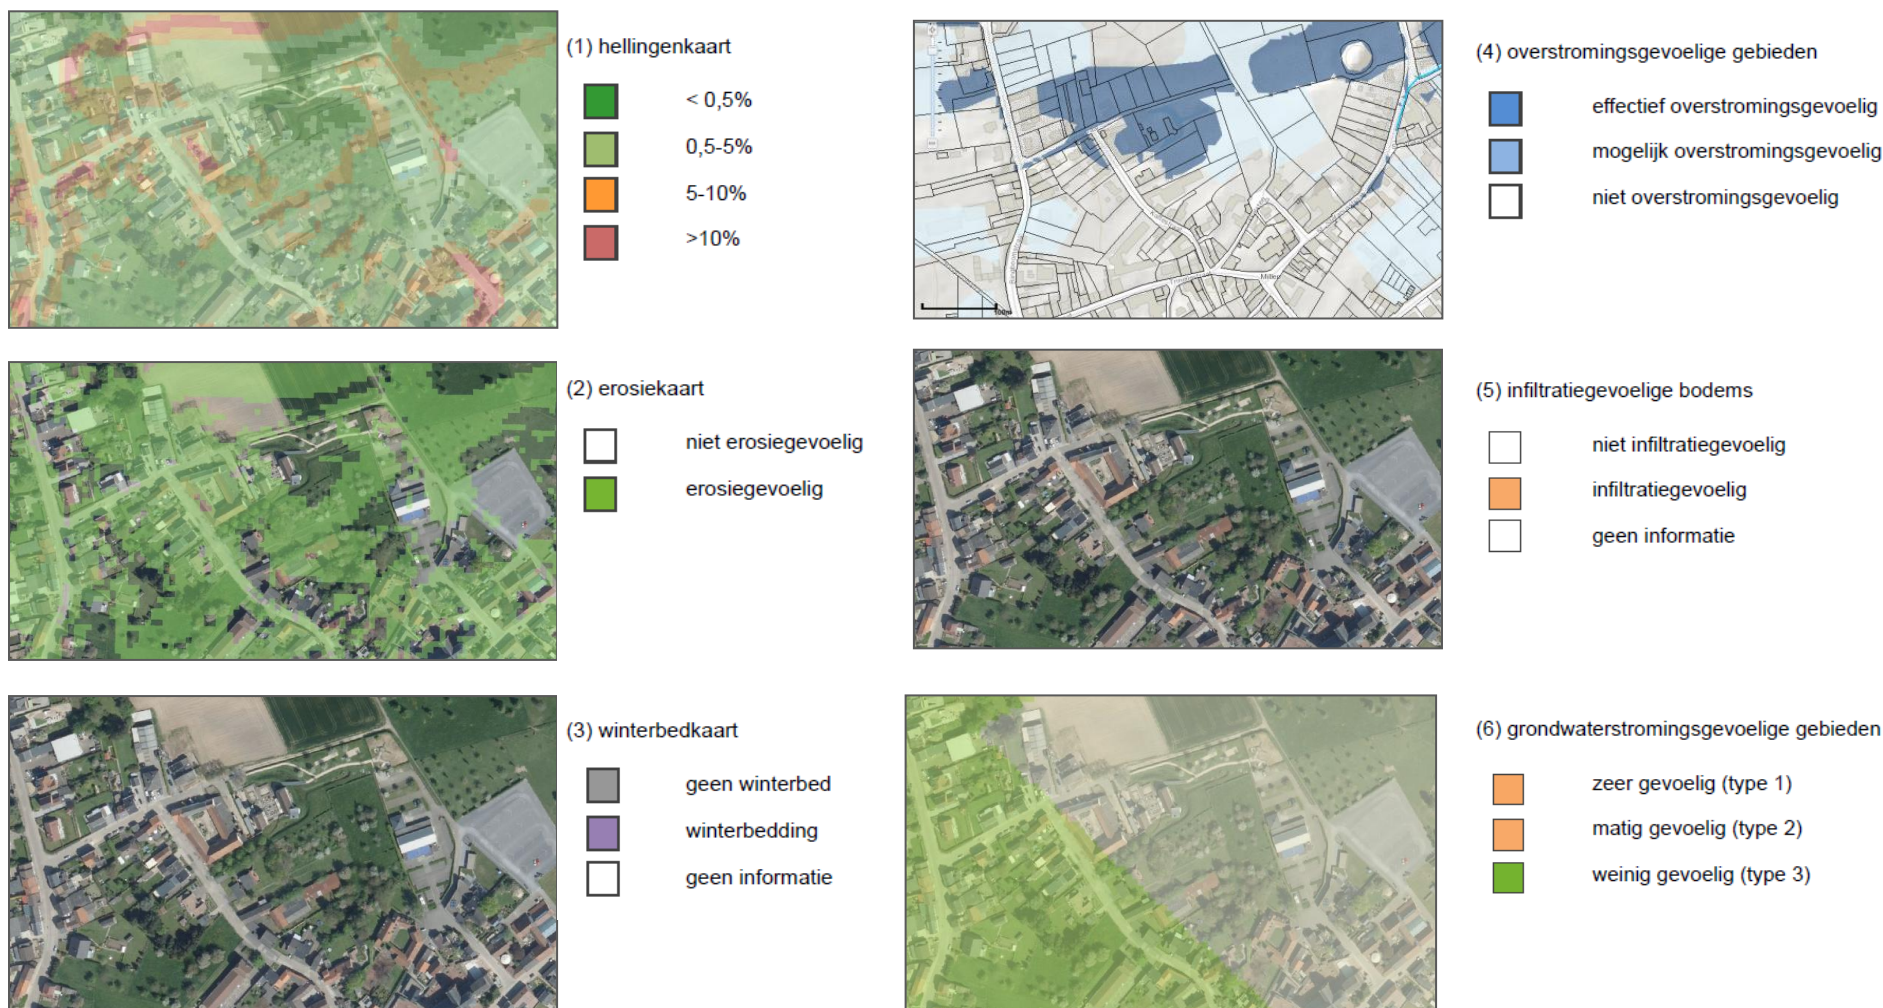 (1) hellingenkaart
< 0,5%
0,5-5%
5-10%
>10%
(2) erosiekaart
niet erosiegevoelig
erosiegevoelig
(3) winterbedkaart
geen winterbed
winterbedding
geen informatie
(4) overstromingsgevoelige gebieden
effectief overstromingsgevoelig
mogelijk overstromingsgevoelig
niet overstromingsgevoelig
Millen
100m
(5) infiltratiegevoelige bodems
niet infiltratiegevoelig
infiltratiegevoelig
geen informatie
(6) grondwaterstromingsgevoelige gebieden
zeer gevoelig (type 1)
matig gevoelig (type 2)
weinig gevoelig (type 3)